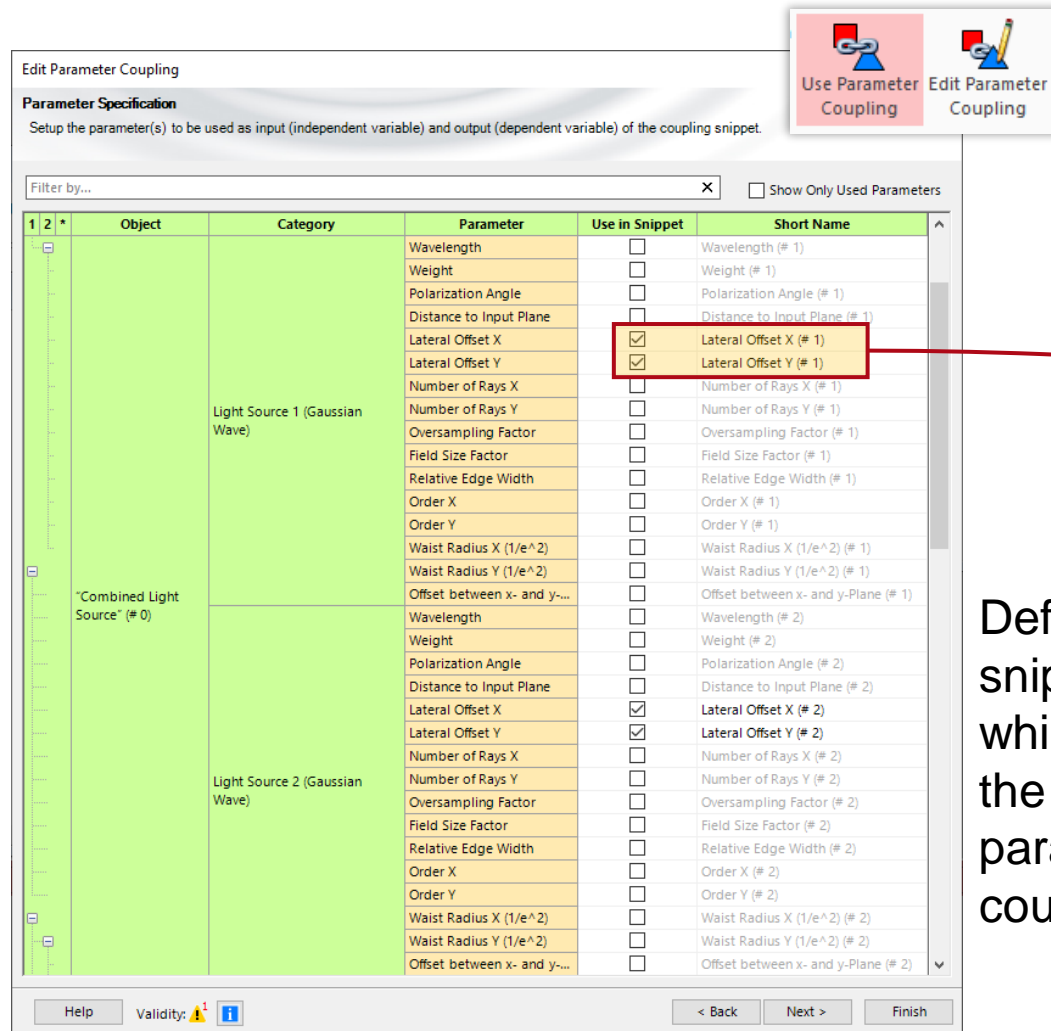 Use Parameter Coupling
Edit Parameter Coupling
Edit Parameter Coupling
Parameter Specification
Setup the parameter(s) to be used as input (independent variable) and output (dependent variable) of the coupling snippet.
Filter by... Show Only Used Parameters
1 2 * Object Category Parameter Use in Snippet Short Name
"Combined Light Source" (# 0)
Light Source 1 (Gaussian Wave)
Wavelength Wavelength (# 1)
Weight Weight (# 1)
Polarization Angle Polarization Angle (# 1)
Distance to Input Plane Distance to Input Plane (# 1)
Lateral Offset X Lateral Offset X (# 1)
Lateral Offset Y Lateral Offset Y (# 1)
Number of Rays X Number of Rays X (# 1)
Number of Rays Y Number of Rays Y (# 1)
Oversampling Factor Oversampling Factor (# 1)
Field Size Factor Field Size Factor (# 1)
Relative Edge Width Relative Edge Width (# 1)
Order X Order X (# 1)
Order Y Order Y (# 1)
Waist Radius X (1/e^2) Waist Radius X (1/e^2) (# 1)
Waist Radius Y (1/e^2) Waist Radius Y (1/e^2) (# 1)
Offset between x- and y-... Offset between x- and y-Plane (# 1)
Light Source 2 (Gaussian Wave)
Wavelength Wavelength (# 2)
Weight Weight (# 2)
Polarization Angle Polarization Angle (# 2)
Distance to Input Plane Distance to Input Plane (# 2)
Lateral Offset X Lateral Offset X (# 2)
Lateral Offset Y Lateral Offset Y (# 2)
Number of Rays X Number of Rays X (# 2)
Number of Rays Y Number of Rays Y (# 2)
Oversampling Factor Oversampling Factor (# 2)
Field Size Factor Field Size Factor (# 2)
Relative Edge Width Relative Edge Width (# 2)
Order X Order X (# 2)
Order Y Order Y (# 2)
Waist Radius X (1/e^2) Waist Radius X (1/e^2) (# 2)
Waist Radius Y (1/e^2) Waist Radius Y (1/e^2) (# 2)
Offset between x- and y-... Offset between x- and y-Plane (# 2)
Help Validity: 1 < Back Next > Finish
the